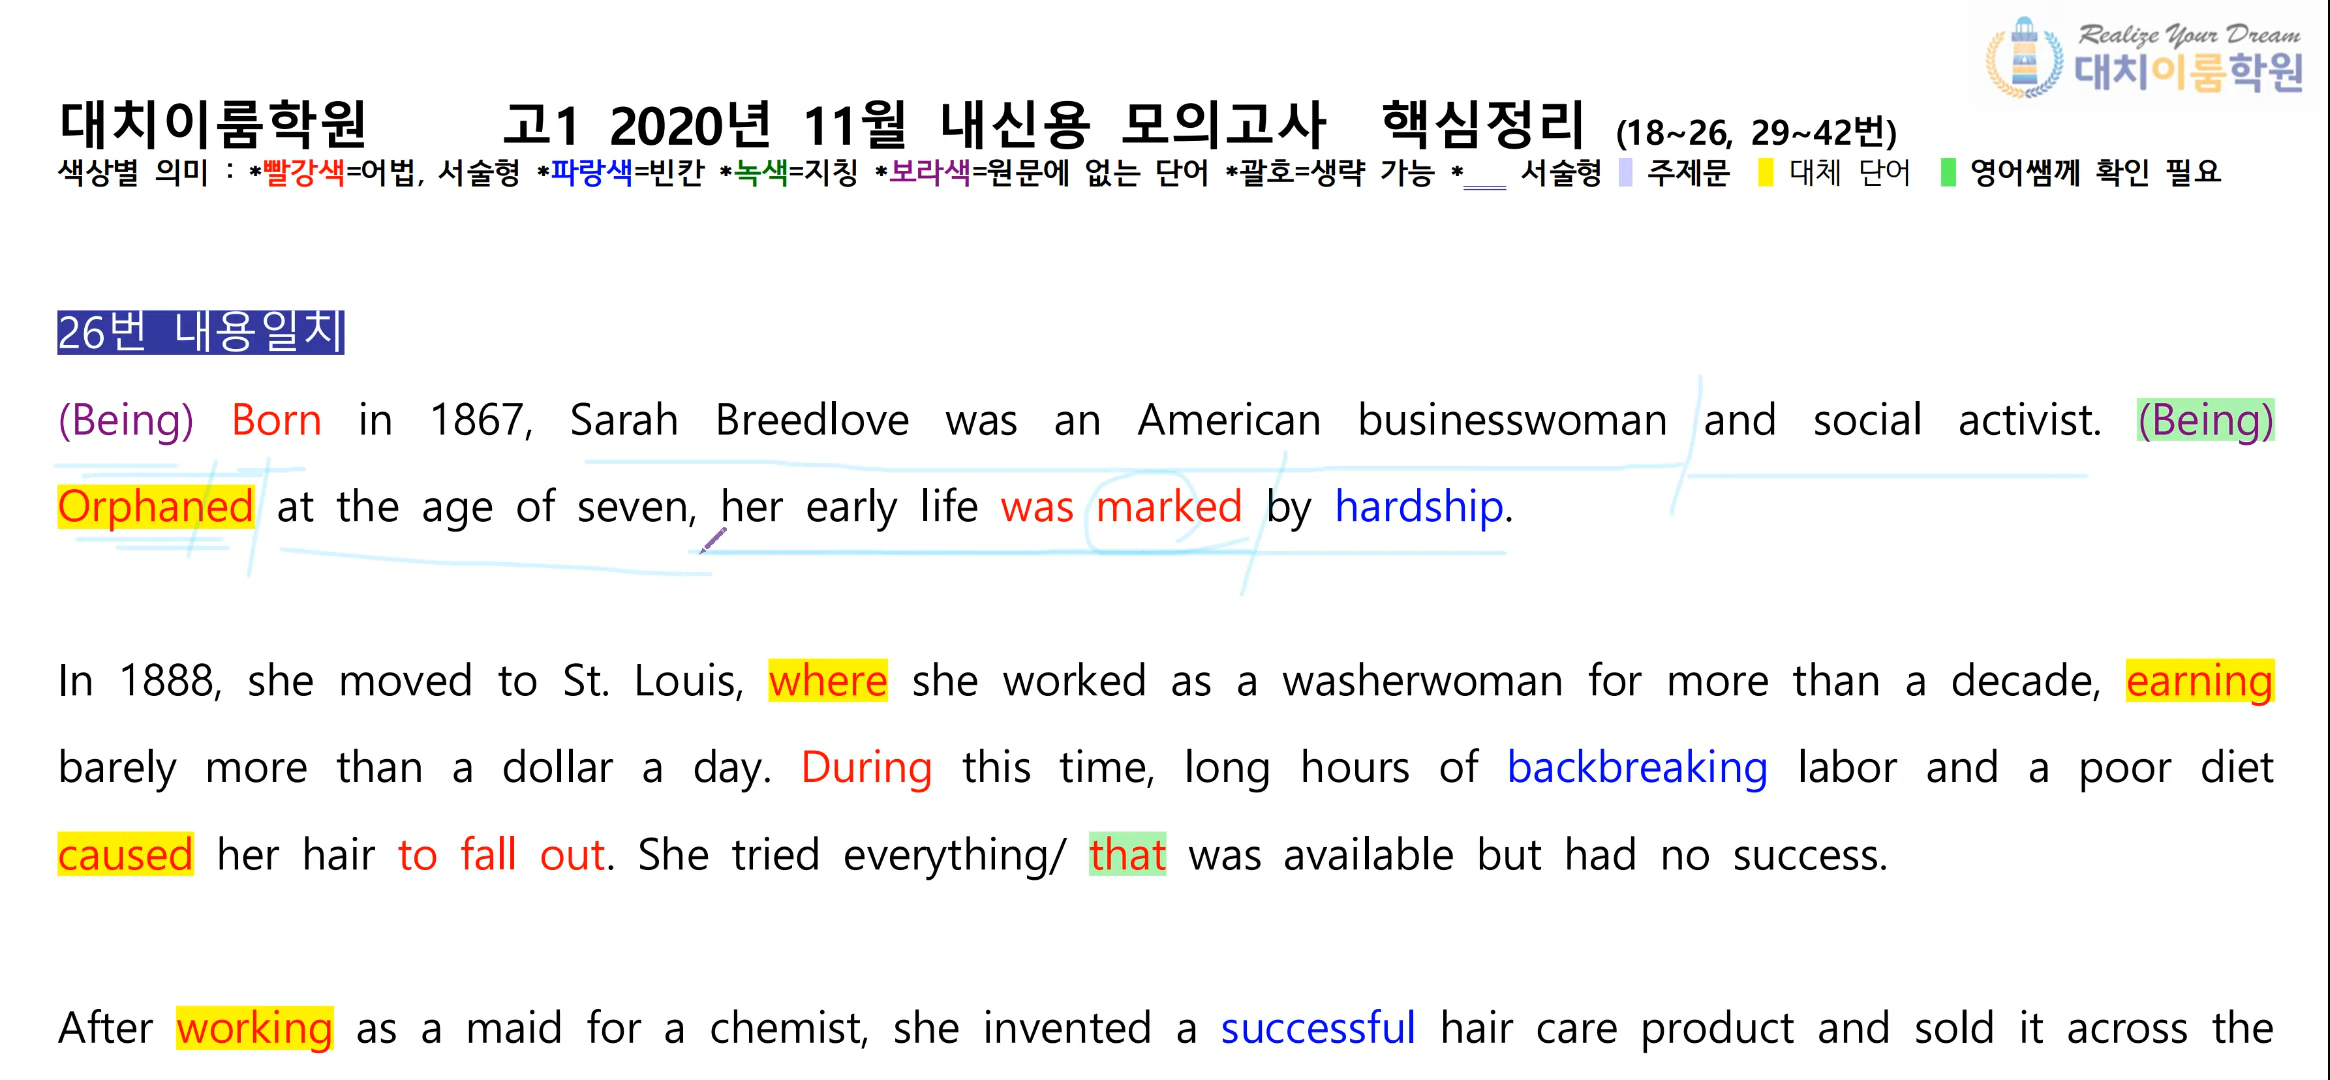 Realize Your Dream
대치이룸학원
대치이룸학원 고1 2020년 11월 내신용 모의고사 핵심정리 (18~26, 29~42번)
색상별 의미 : *빨강색=어법, 서술형 *파랑색=빈칸 *녹색=지칭 *보라색=원문에 없는 단어 *괄호=생략 가능 *___ 서술형 주제문 대체 단어 영어쌤께 확인 필요
26번 내용일치
(Being) Born in 1867, Sarah Breedlove was an American businesswoman and social activist. (Being)
Orphaned at the age of seven, her early life was marked by hardship.
In 1888, she moved to St. Louis, where she worked as a washerwoman for more than a decade, earning
barely more than a dollar a day. During this time, long hours of backbreaking labor and a poor diet
caused her hair to fall out. She tried everything/ that was available but had no success.
After working as a maid for a chemist, she invented a successful hair care product and sold it across the